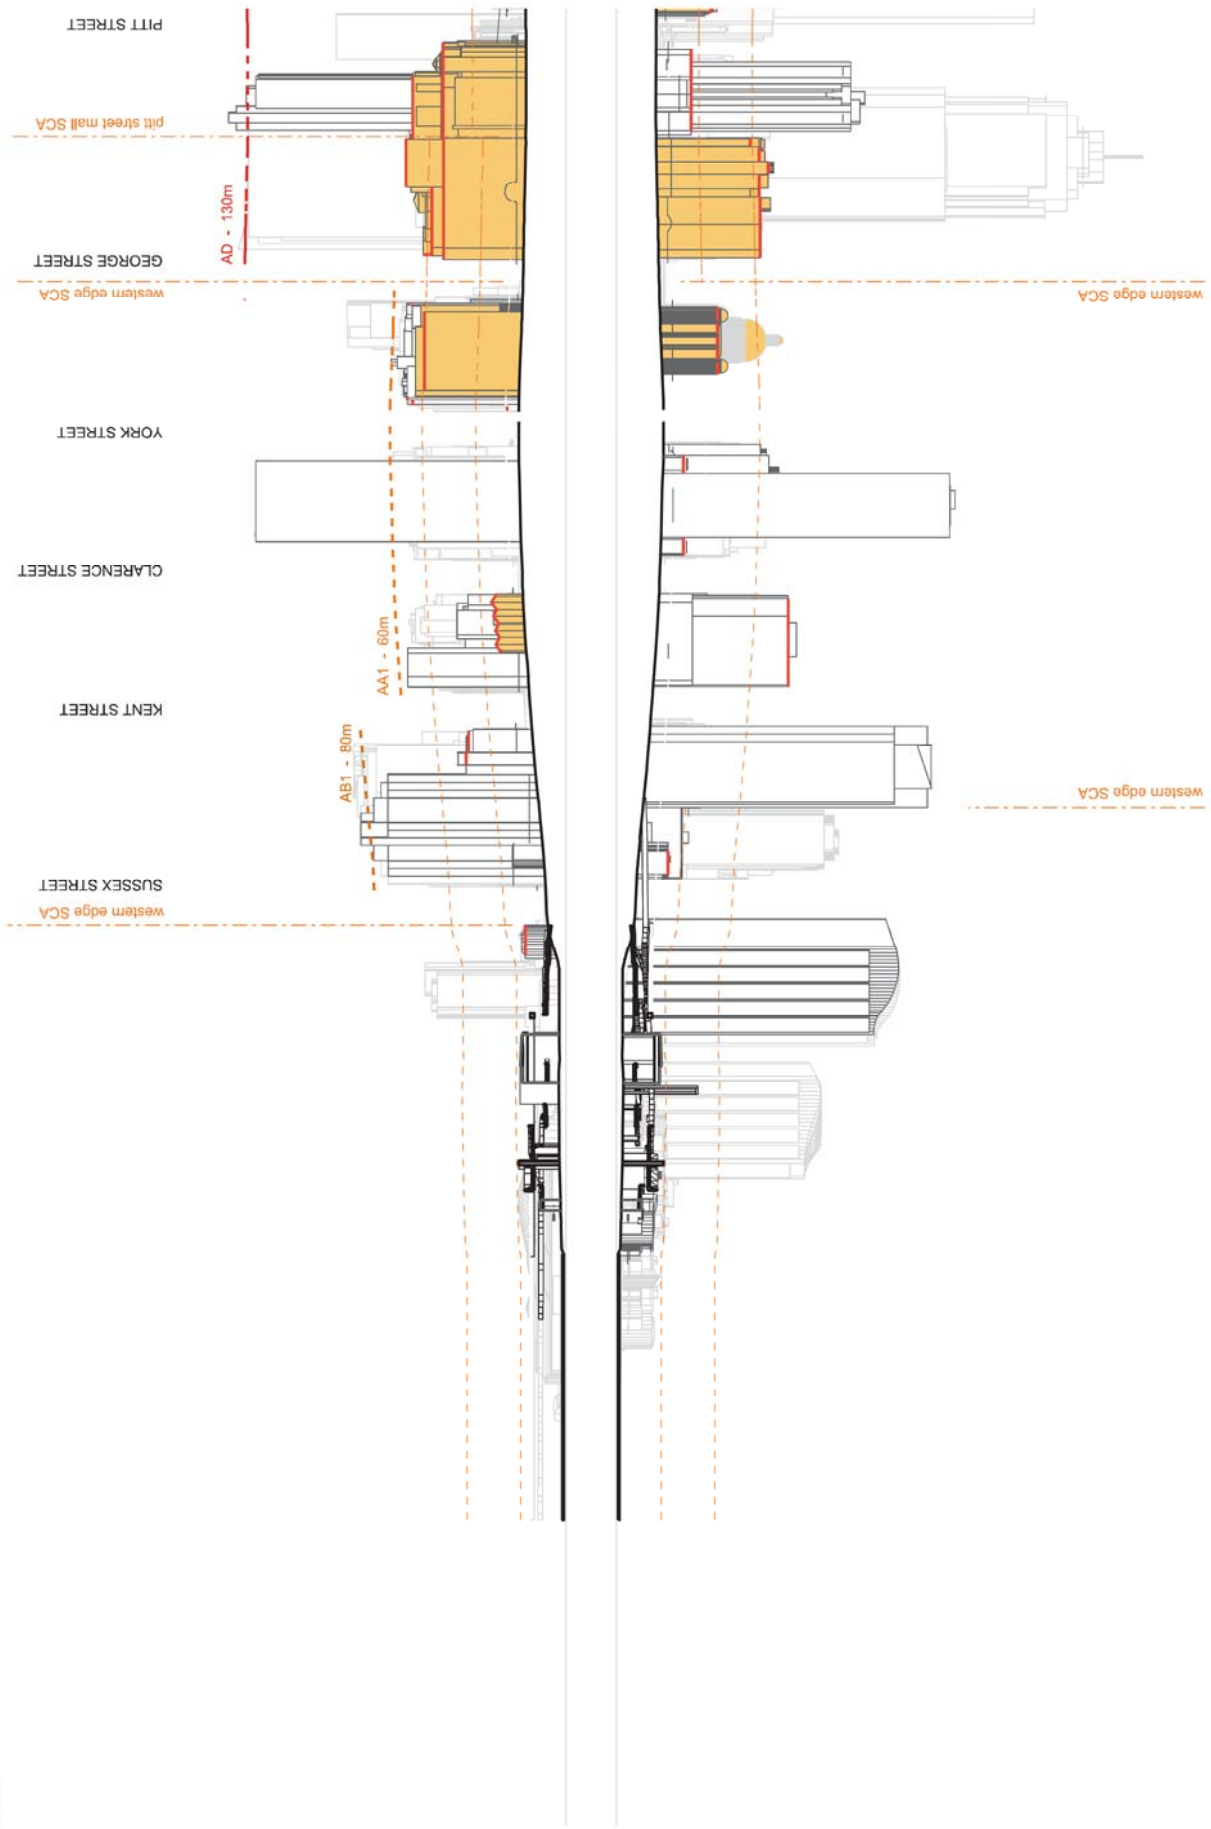 PITT STREET
pitt street mall SCA
AD - 130m
GEORGE STREET
western edge SCA
western edge SCA
YORK STREET
CLARENCE STREET
AA1 - 60m
KENT STREET
AB1 - 80m
western edge SCA
SUSSEX STREET
western edge SCA